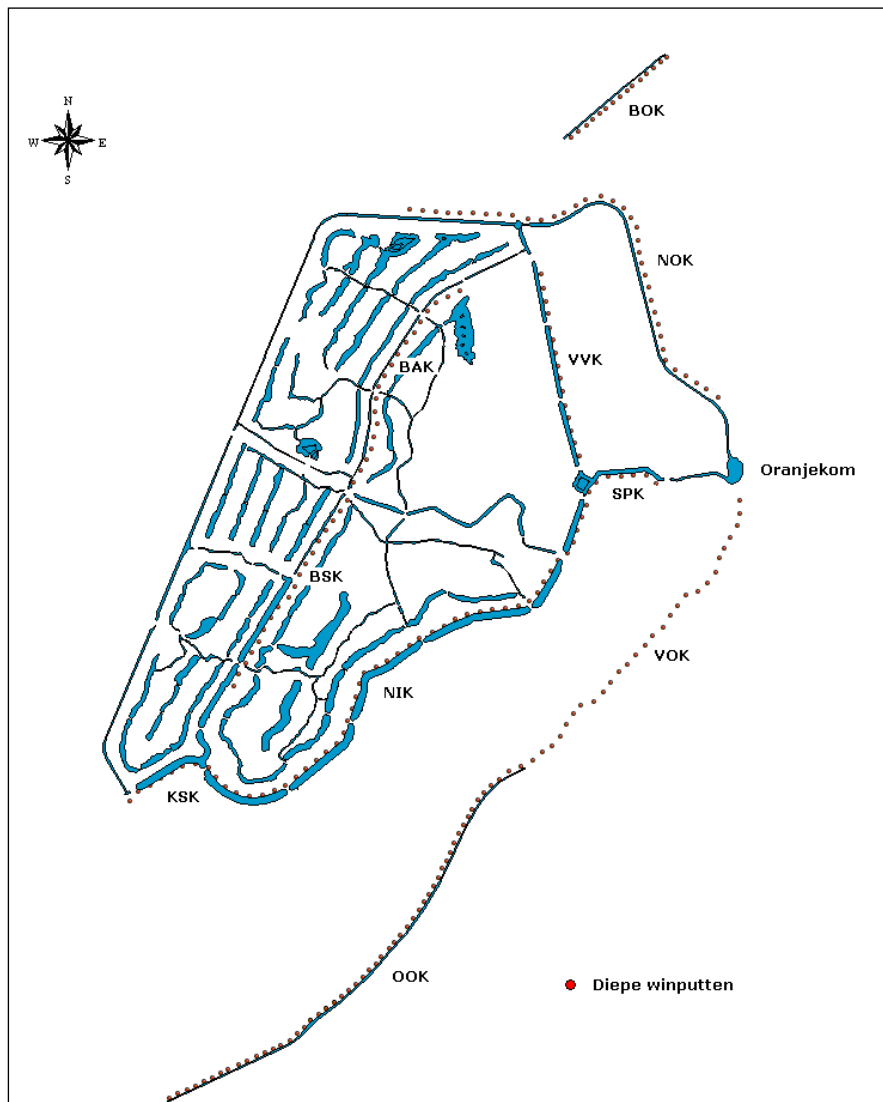 BOK
N
W E
S
NOK
VVK
BAK
Oranjekom
SPK
BSK
VOK
NIK
KSK
OOK
Diepe winputten